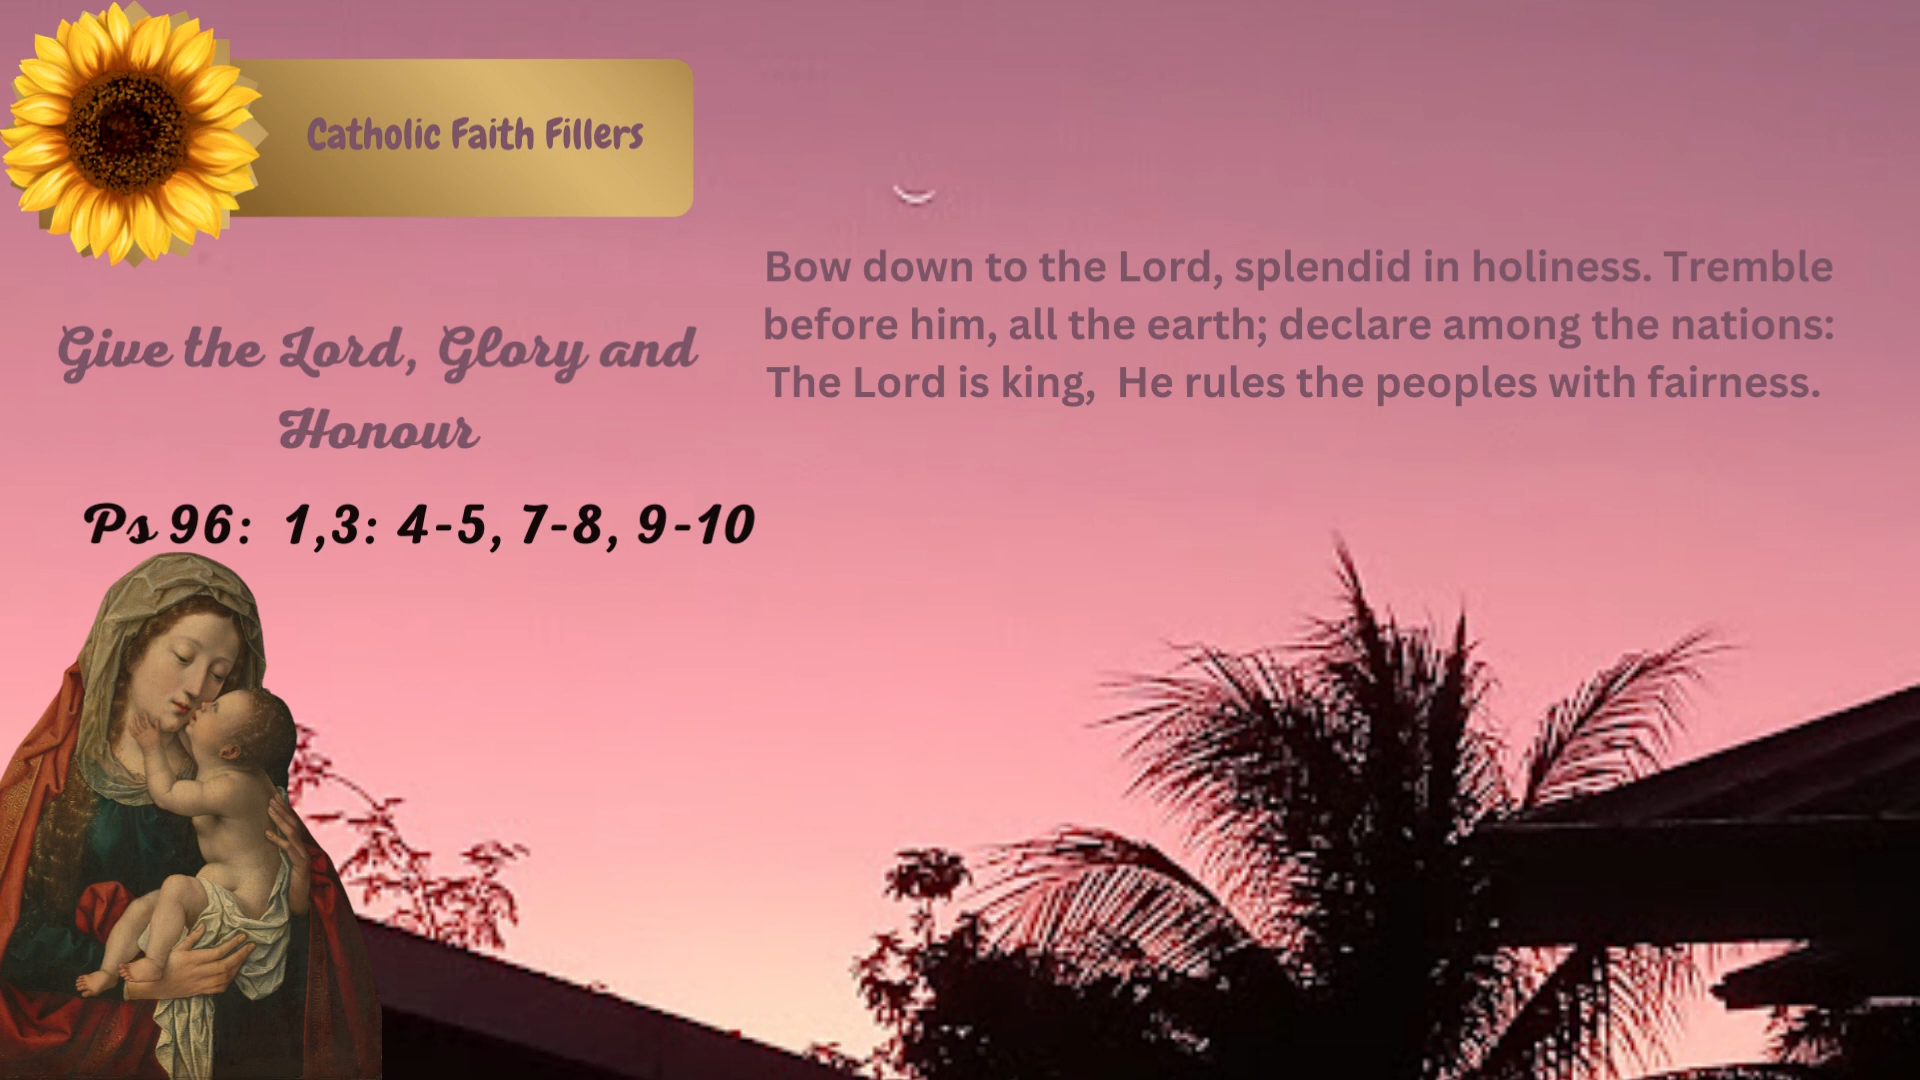 Catholic Faith Fillers
Give the Lord, Glory and
Honour
Ps 96: 1,3: 4-5, 7-8, 9-10
Bow down to the Lord, splendid in holiness. Tremble
before him, all the earth; declare among the nations:
The Lord is king, He rules the peoples with fairness.